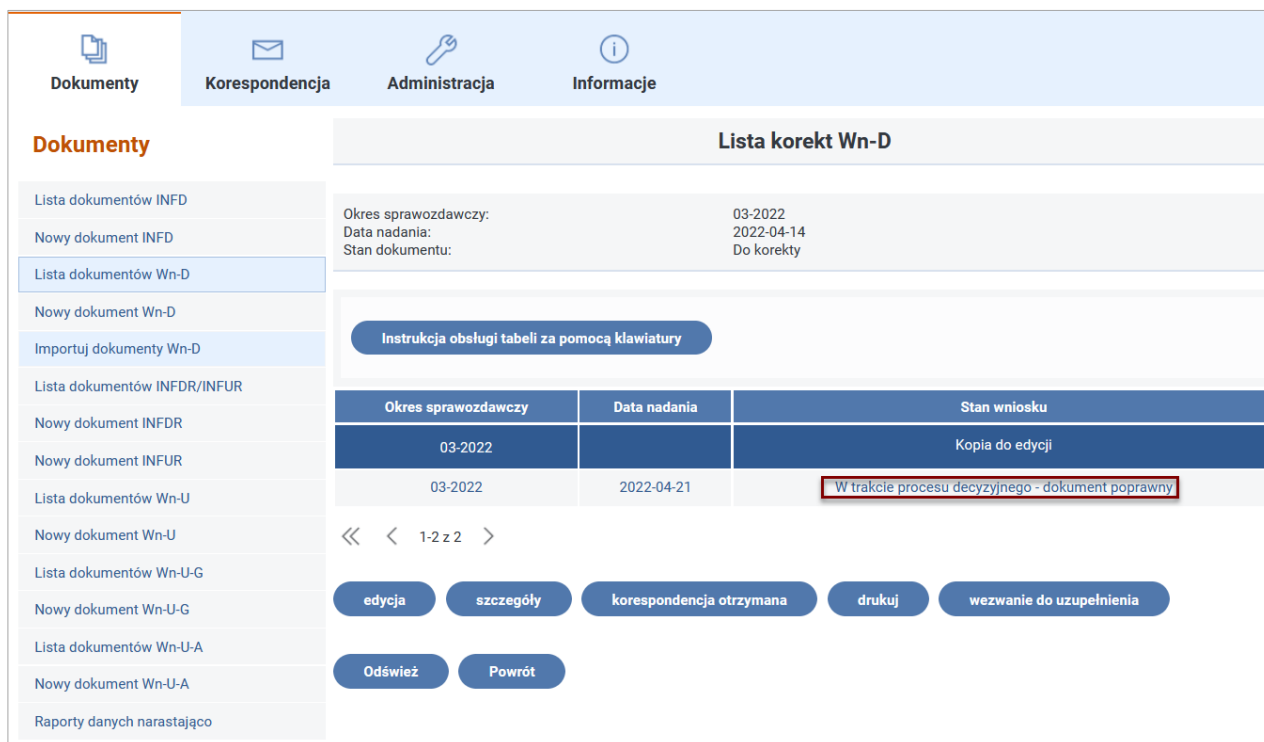 Dokumenty
Korespondencja
Administracja
Informacje
Dokumenty
Lista dokumentów INFD
Nowy dokument INFD
Lista dokumentów Wn-D
Nowy dokument Wn-D
Importuj dokumenty Wn-D
Lista dokumentów INFDR/INFUR
Nowy dokument INFDR
Nowy dokument INFUR
Lista dokumentów Wn-U
Nowy dokument Wn-U
Lista dokumentów Wn-U-G
Nowy dokument Wn-U-G
Lista dokumentów Wn-U-A
Nowy dokument Wn-U-A
Raporty danych narastająco
Lista korekt Wn-D
Okres sprawozdawczy: 03-2022
Data nadania: 2022-04-14
Stan dokumentu: Do korekty
Instrukcja obsługi tabeli za pomocą klawiatury
Okres sprawozdawczy Data nadania Stan wniosku
03-2022 Kopia do edycji
03-2022 2022-04-21 W trakcie procesu decyzyjnego - dokument poprawny
1-2 z 2
edycja szczegóły korespondencja otrzymana drukuj wezwanie do uzupełnienia
Odśwież Powrót